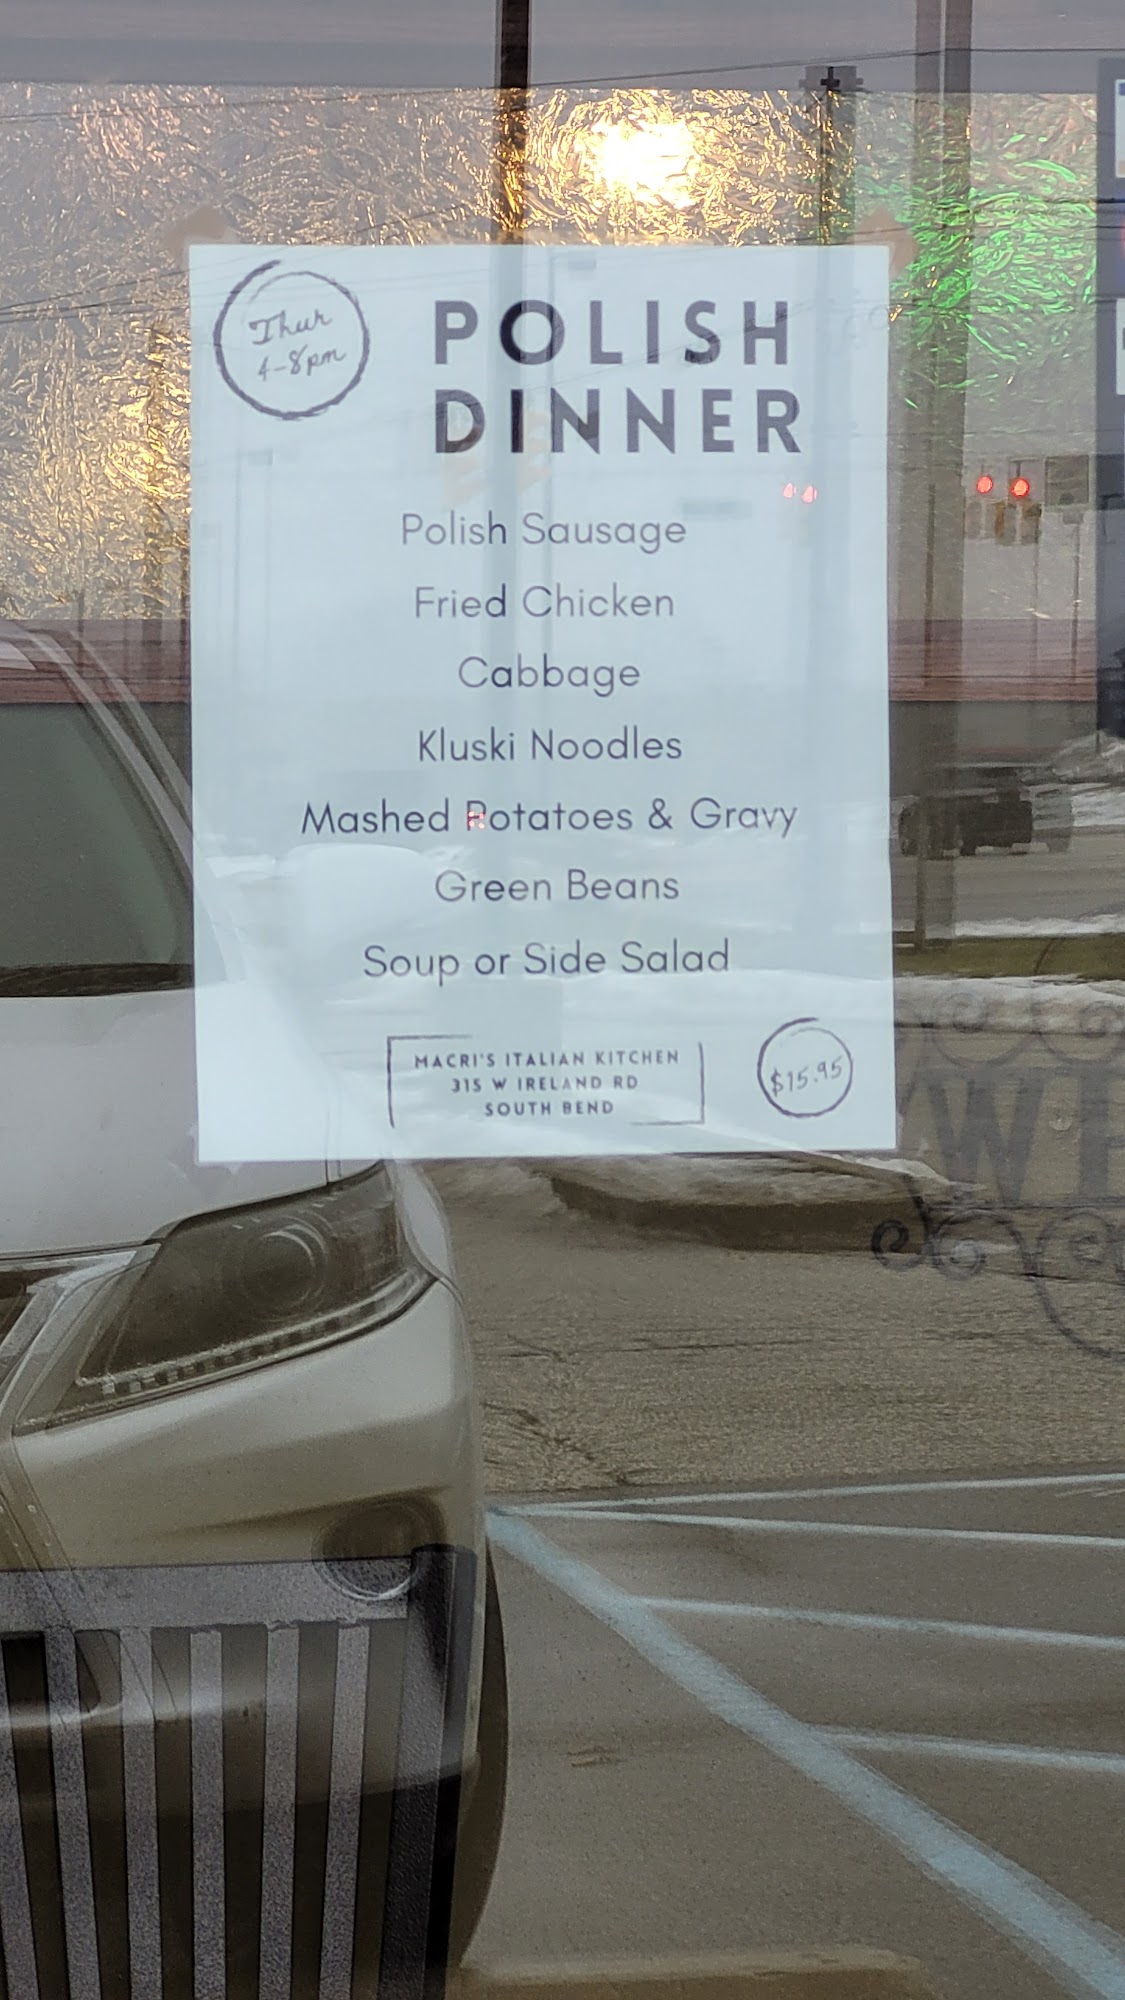 Thur
4-8pm
POLISH
DINNER
Polish Sausage
Fried Chicken
Cabbage
Kluski Noodles
Mashed Potatoes & Gravy
Green Beans
Soup or Side Salad
MACRI'S ITALIAN KITCHEN
315 W IRELAND RD
SOUTH BEND
$15.95